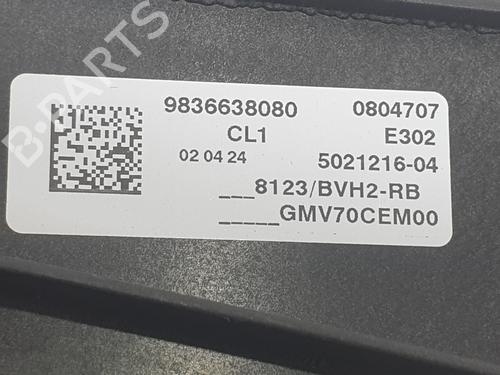 B-PARTS
9836638080 0804707
CL1 E302
02 04 24 5021216-04
___8123/BVH2-RB
_____GMV70CEM00